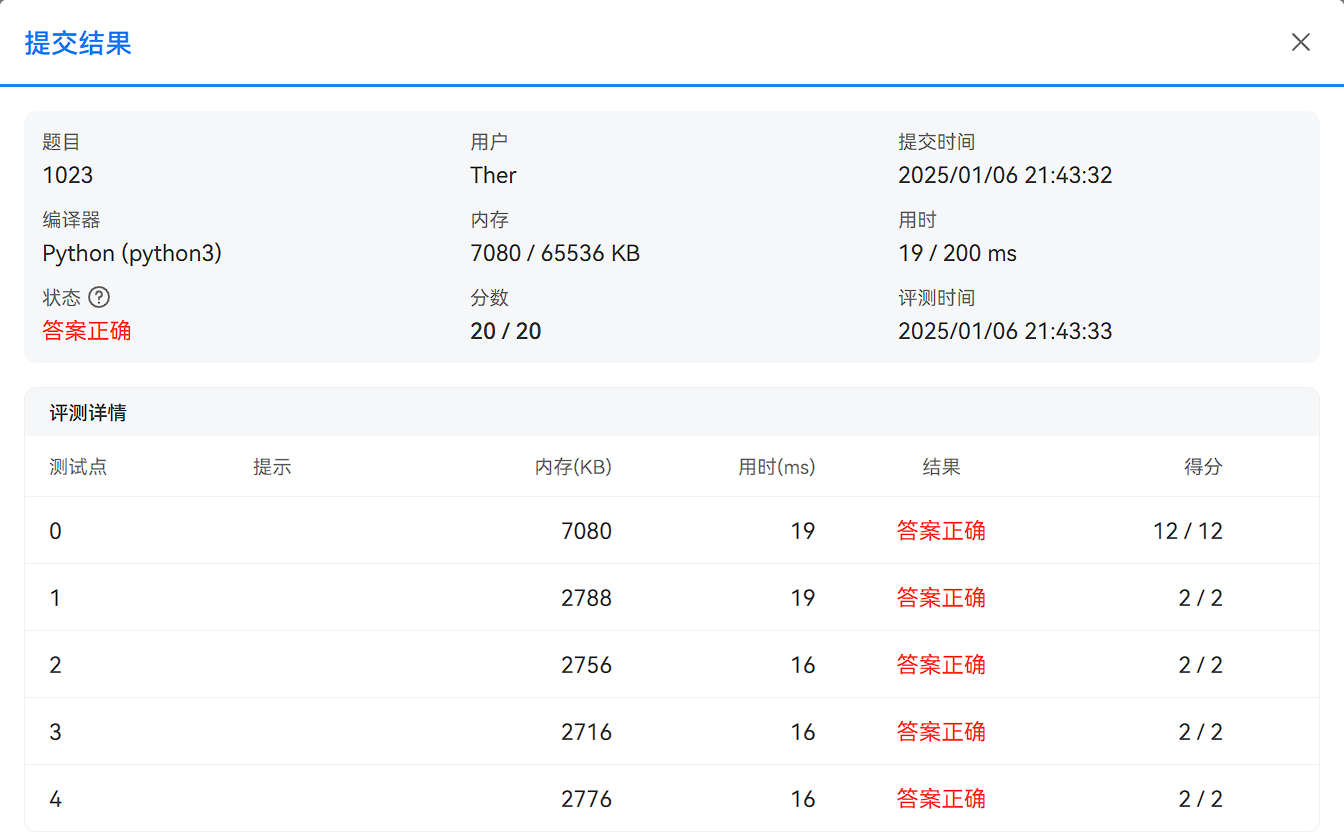 提交结果
题目 用户 提交时间
1023 Ther 2025/01/06 21:43:32
编译器 内存 用时
Python (python3) 7080 / 65536 KB 19 / 200 ms
状态 分数 评测时间
答案正确 20 / 20 2025/01/06 21:43:33
评测详情
测试点 提示 内存(KB) 用时(ms) 结果 得分
0 7080 19 答案正确 12 / 12
1 2788 19 答案正确 2 / 2
2 2756 16 答案正确 2 / 2
3 2716 16 答案正确 2 / 2
4 2776 16 答案正确 2 / 2